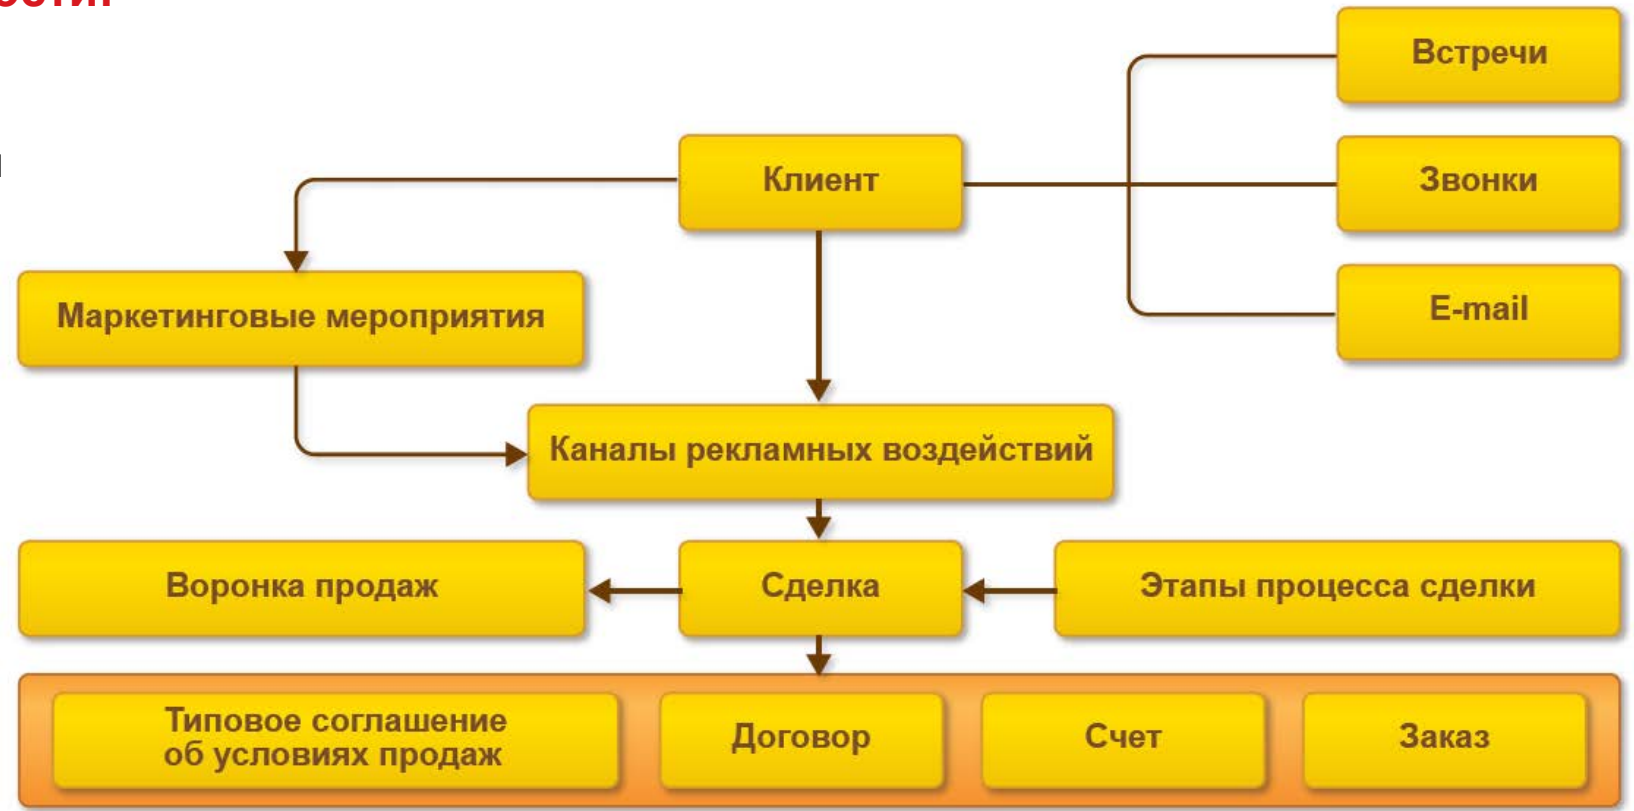 Встречи
Клиент
Звонки
E-mail
Маркетинговые мероприятия
Каналы рекламных воздействий
Воронка продаж
Сделка
Этапы процесса сделки
Типовое соглашение
об условиях продаж
Договор
Счет
Заказ